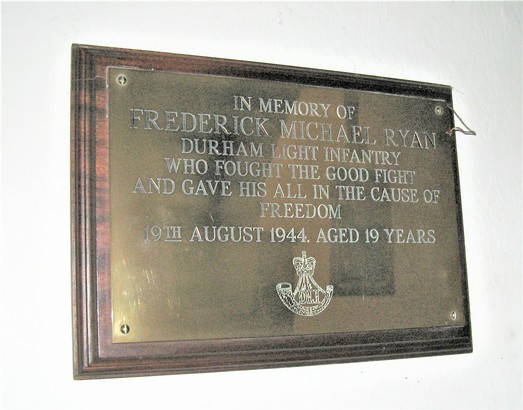 IN MEMORY OF
FREDERICK MICHAEL RYAN
DURHAM LIGHT INFANTRY
WHO FOUGHT THE GOOD FIGHT
AND GAVE HIS ALL IN THE CAUSE OF
FREEDOM
19TH AUGUST 1944. AGED 19 YEARS
DLI